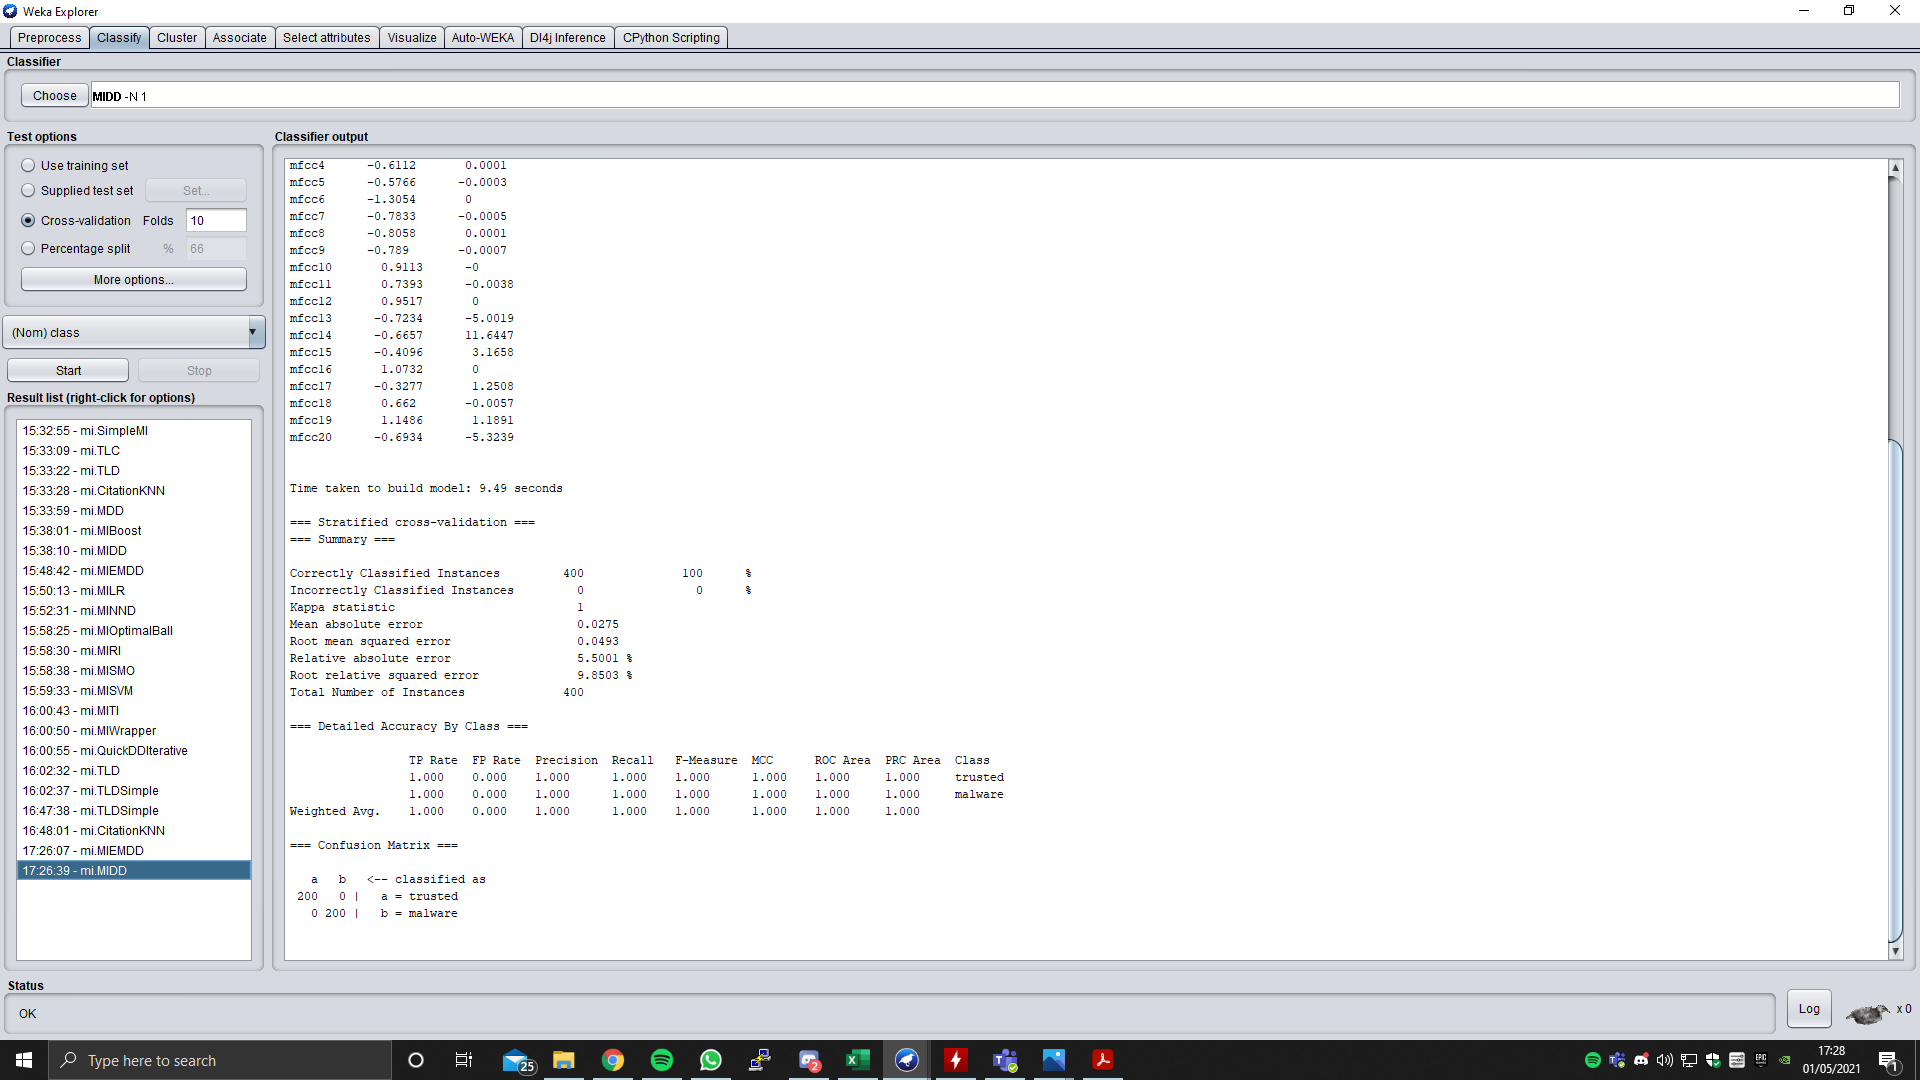 Weka Explorer
Preprocess Classify Cluster Associate Select attributes Visualize Auto-WEKA Dl4j Inference CPython Scripting
Classifier
Choose MIDD -N 1
Test options
Use training set
Supplied test set Set...
Cross-validation Folds 10
Percentage split % 66
More options...
(Nom) class
Start Stop
Result list (right-click for options)
15:32:55 - mi.SimpleMI
15:33:09 - mi.TLC
15:33:22 - mi.TLD
15:33:28 - mi.CitationKNN
15:33:59 - mi.MDD
15:38:01 - mi.MIBoost
15:38:10 - mi.MIDD
15:48:42 - mi.MIEMDD
15:50:13 - mi.MILR
15:52:31 - mi.MINND
15:58:25 - mi.MIOptimalBall
15:58:30 - mi.MIRI
15:58:38 - mi.MISMO
15:59:33 - mi.MISVM
16:00:43 - mi.MITI
16:00:50 - mi.MIWrapper
16:00:55 - mi.QuickDDIterative
16:02:32 - mi.TLD
16:02:37 - mi.TLDSimple
16:47:38 - mi.TLDSimple
16:48:01 - mi.CitationKNN
17:26:07 - mi.MIEMDD
17:26:39 - mi.MIDD
Classifier output
mfcc4 -0.6112 0.0001
mfcc5 -0.5766 -0.0003
mfcc6 -1.3054 0
mfcc7 -0.7833 -0.0005
mfcc8 -0.8058 0.0001
mfcc9 -0.789 -0.0007
mfcc10 0.9113 -0
mfcc11 0.7393 -0.0038
mfcc12 0.9517 0
mfcc13 -0.7234 -5.0019
mfcc14 -0.6657 11.6447
mfcc15 -0.4096 3.1658
mfcc16 1.0732 0
mfcc17 -0.3277 1.2508
mfcc18 0.662 -0.0057
mfcc19 1.1486 1.1891
mfcc20 -0.6934 -5.3239
Time taken to build model: 9.49 seconds
=== Stratified cross-validation ===
=== Summary ===
Correctly Classified Instances 400 100 %
Incorrectly Classified Instances 0 0 %
Kappa statistic 1
Mean absolute error 0.0275
Root mean squared error 0.0493
Relative absolute error 5.5001 %
Root relative squared error 9.8503 %
Total Number of Instances 400
=== Detailed Accuracy By Class ===
TP Rate FP Rate Precision Recall F-Measure MCC ROC Area PRC Area Class
1.000 0.000 1.000 1.000 1.000 1.000 1.000 1.000 trusted
1.000 0.000 1.000 1.000 1.000 1.000 1.000 1.000 malware
Weighted Avg. 1.000 0.000 1.000 1.000 1.000 1.000 1.000 1.000
=== Confusion Matrix ===
a b <-- classified as
200 0 | a = trusted
0 200 | b = malware
Status
OK
Log x 0
Type here to search
25
2
17:28
01/05/2021
1